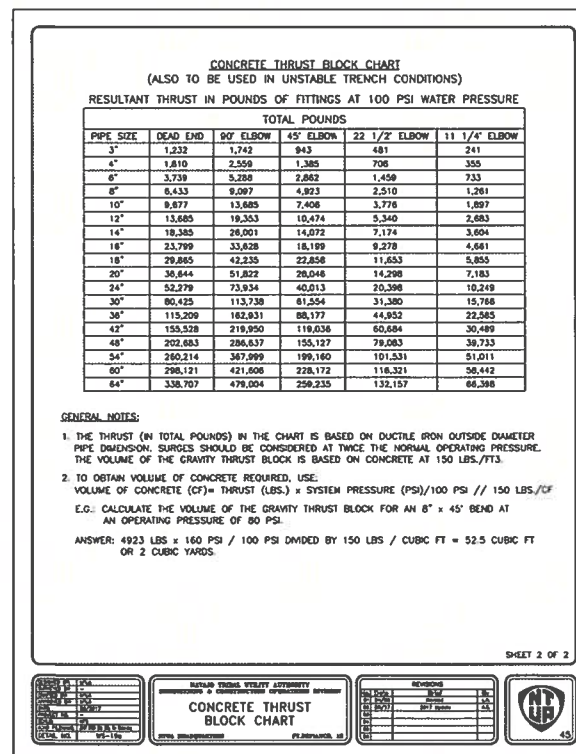 CONCRETE THRUST BLOCK CHART
(ALSO TO BE USED IN UNSTABLE TRENCH CONDITIONS)
RESULTANT THRUST IN POUNDS OF FITTINGS AT 100 PSI WATER PRESSURE
TOTAL POUNDS
PIPE SIZE DEAD END 90° ELBOW 45° ELBOW 22 1/2° ELBOW 11 1/4° ELBOW
3" 1,232 1,742 943 481 241
4" 1,810 2,559 1,385 706 355
6" 3,739 5,288 2,862 1,459 733
8" 6,433 9,097 4,923 2,510 1,261
10" 9,677 13,685 7,406 3,776 1,897
12" 13,685 19,353 10,474 5,340 2,683
14" 18,385 26,001 14,072 7,174 3,604
16" 23,799 33,628 18,199 9,278 4,661
18" 29,865 42,235 22,858 11,653 5,855
20" 36,644 51,822 28,046 14,298 7,183
24" 52,279 73,934 40,013 20,398 10,249
30" 80,425 113,738 61,554 31,380 15,766
36" 115,209 162,931 88,177 44,952 22,585
42" 155,528 219,950 119,036 60,684 30,489
48" 202,683 286,637 155,127 79,083 39,733
54" 260,214 367,999 199,160 101,531 51,011
60" 298,121 421,606 228,172 116,321 58,442
64" 338,707 479,004 259,235 132,157 66,398
GENERAL NOTES:
1. THE THRUST (IN TOTAL POUNDS) IN THE CHART IS BASED ON DUCTILE IRON OUTSIDE DIAMETER
PIPE DIMENSION. SURGES SHOULD BE CONSIDERED AT TWICE THE NORMAL OPERATING PRESSURE.
THE VOLUME OF THE GRAVITY THRUST BLOCK IS BASED ON CONCRETE AT 150 LBS./FT3.
2. TO OBTAIN VOLUME OF CONCRETE REQUIRED, USE:
VOLUME OF CONCRETE (CF)= THRUST (LBS.) x SYSTEM PRESSURE (PSI)/100 PSI // 150 LBS./CF
E.G.: CALCULATE THE VOLUME OF THE GRAVITY THRUST BLOCK FOR AN 8" x 45° BEND AT
AN OPERATING PRESSURE OF 80 PSI.
ANSWER: 4923 LBS x 160 PSI / 100 PSI DIVIDED BY 150 LBS / CUBIC FT = 52.5 CUBIC FT
OR 2 CUBIC YARDS.
SHEET 2 OF 2
NAVAJO TRIBAL UTILITY AUTHORITY
CONCRETE THRUST
BLOCK CHART
REVISIONS
NTUA
45